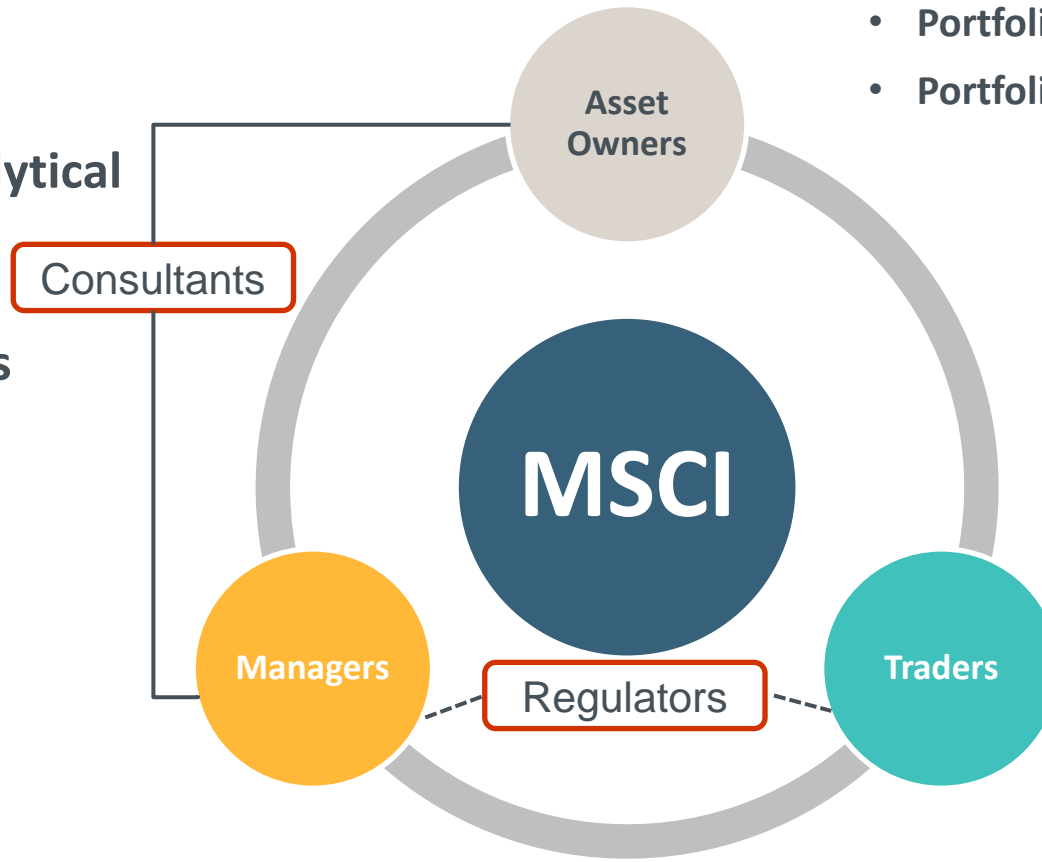 Asset
Owners
Consultants
MSCI
Managers
Regulators
Traders